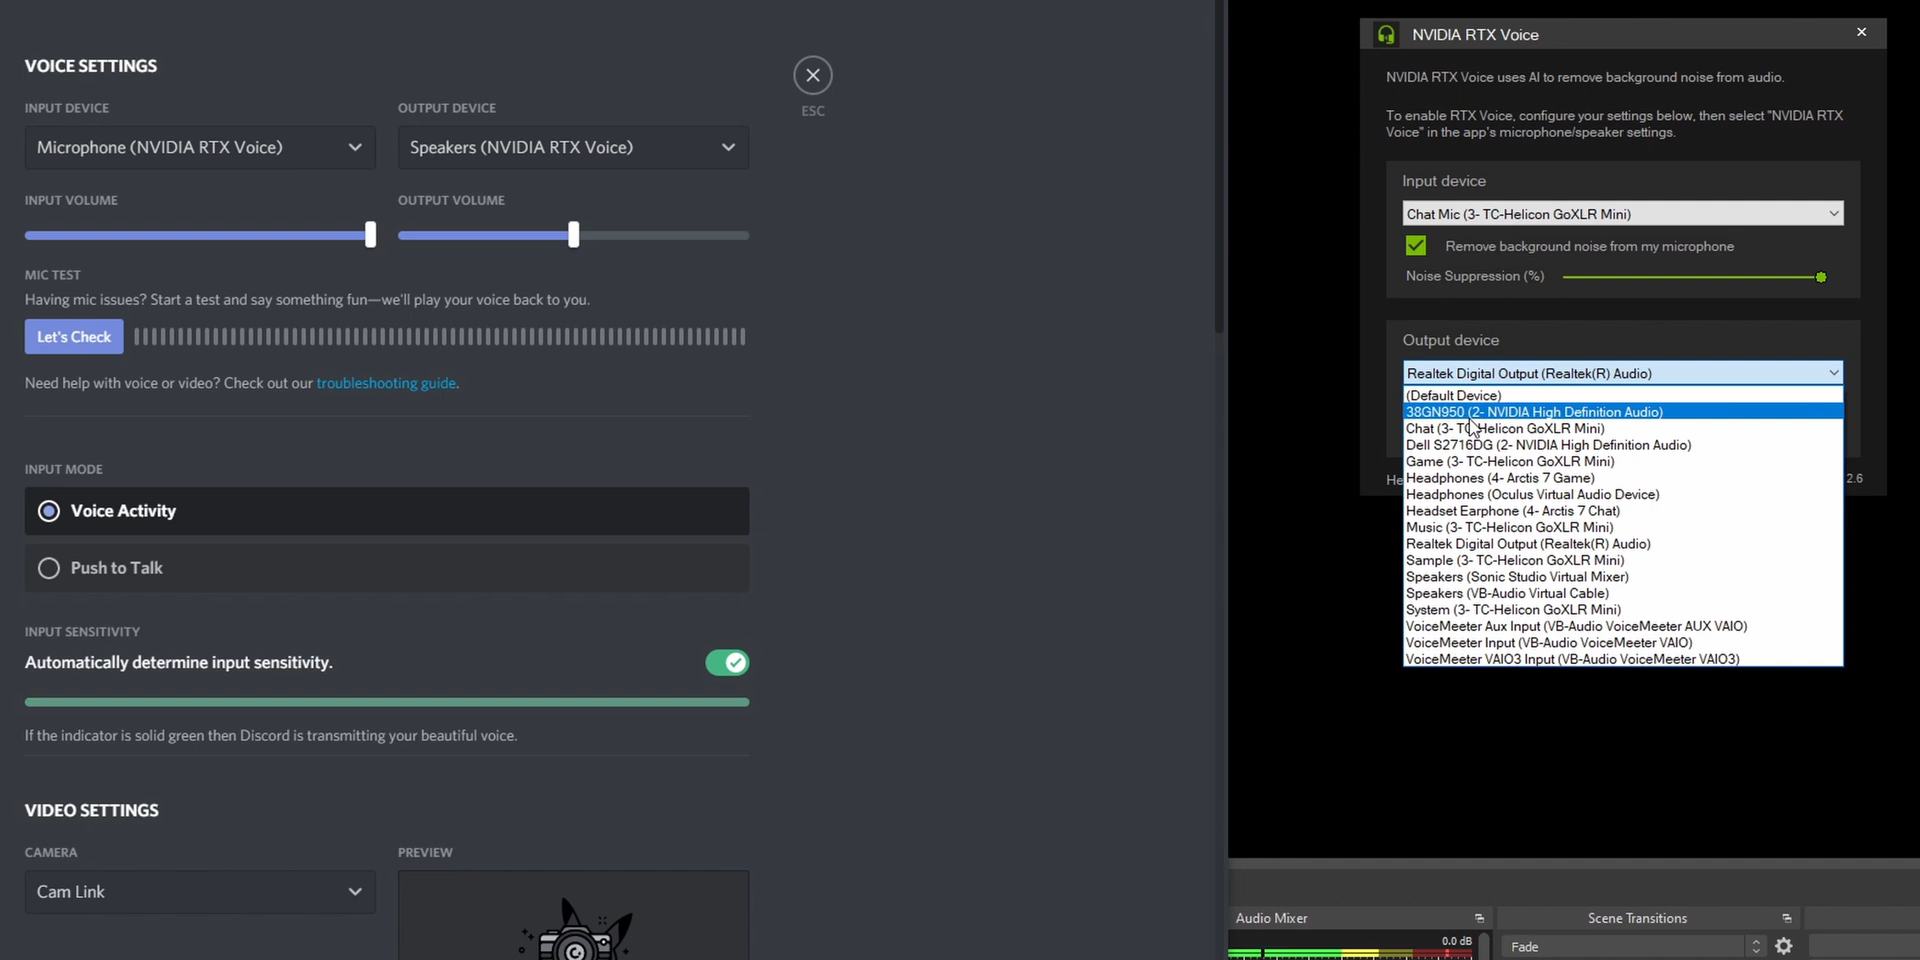 VOICE SETTINGS
ESC
INPUT DEVICE
OUTPUT DEVICE
Microphone (NVIDIA RTX Voice)
Speakers (NVIDIA RTX Voice)
INPUT VOLUME
OUTPUT VOLUME
MIC TEST
Having mic issues? Start a test and say something fun—we'll play your voice back to you.
Let's Check
Need help with voice or video? Check out our troubleshooting guide.
INPUT MODE
Voice Activity
Push to Talk
INPUT SENSITIVITY
Automatically determine input sensitivity.
If the indicator is solid green then Discord is transmitting your beautiful voice.
VIDEO SETTINGS
CAMERA
PREVIEW
Cam Link
NVIDIA RTX Voice
NVIDIA RTX Voice uses AI to remove background noise from audio.
To enable RTX Voice, configure your settings below, then select "NVIDIA RTX
Voice" in the app's microphone/speaker settings.
Input device
Chat Mic (3- TC-Helicon GoXLR Mini)
Remove background noise from my microphone
Noise Suppression (%)
Output device
Realtek Digital Output (Realtek(R) Audio)
(Default Device)
38GN950 (2- NVIDIA High Definition Audio)
Chat (3- TC-Helicon GoXLR Mini)
Dell S2716DG (2- NVIDIA High Definition Audio)
Game (3- TC-Helicon GoXLR Mini)
Headphones (4- Arctis 7 Game)
Headphones (Oculus Virtual Audio Device)
Headset Earphone (4- Arctis 7 Chat)
Music (3- TC-Helicon GoXLR Mini)
Realtek Digital Output (Realtek(R) Audio)
Sample (3- TC-Helicon GoXLR Mini)
Speakers (Sonic Studio Virtual Mixer)
Speakers (VB-Audio Virtual Cable)
System (3- TC-Helicon GoXLR Mini)
VoiceMeeter Aux Input (VB-Audio VoiceMeeter AUX VAIO)
VoiceMeeter Input (VB-Audio VoiceMeeter VAIO)
VoiceMeeter VAIO3 Input (VB-Audio VoiceMeeter VAIO3)
He
2.6
Audio Mixer
Scene Transitions
0.0 dB
Fade